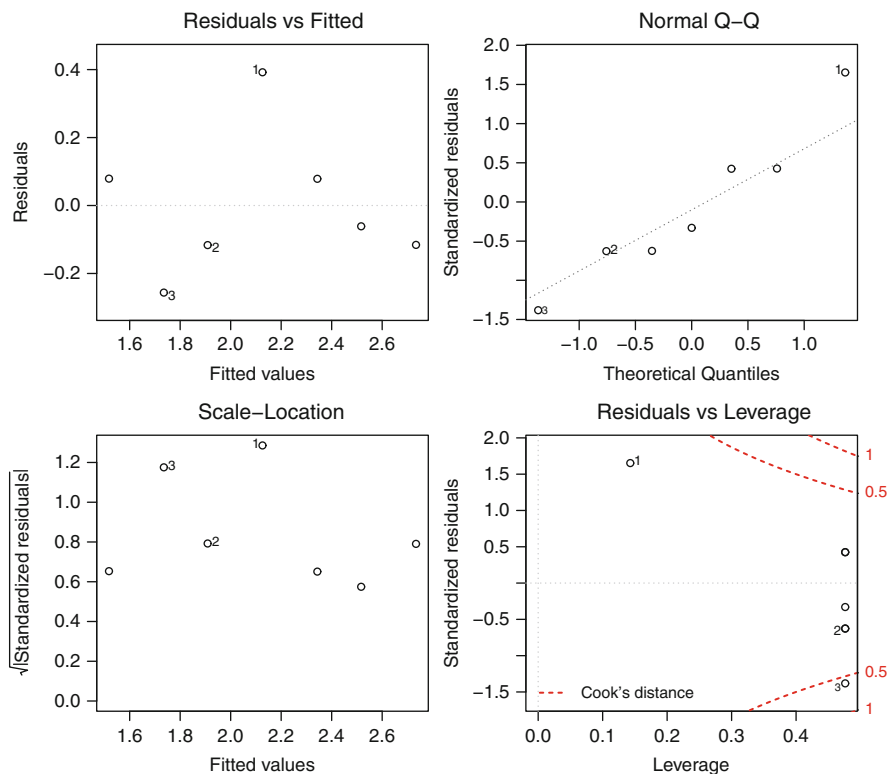 Residuals vs Fitted
Residuals
0.4
0.2
0.0
−0.2
1
2
3
1.6 1.8 2.0 2.2 2.4 2.6
Fitted values
Normal Q−Q
Standardized residuals
2.0
1.5
1.0
0.5
0.0
−0.5
−1.5
1
2
3
−1.0 −0.5 0.0 0.5 1.0
Theoretical Quantiles
Scale−Location
√|Standardized residuals|
1.2
1.0
0.8
0.6
0.4
0.2
0.0
3
1
2
1.6 1.8 2.0 2.2 2.4 2.6
Fitted values
Residuals vs Leverage
Standardized residuals
2.0
1.5
1.0
0.5
−0.5
−1.5
1
2
3
1
0.5
0.5
1
Cook's distance
0.0 0.1 0.2 0.3 0.4
Leverage